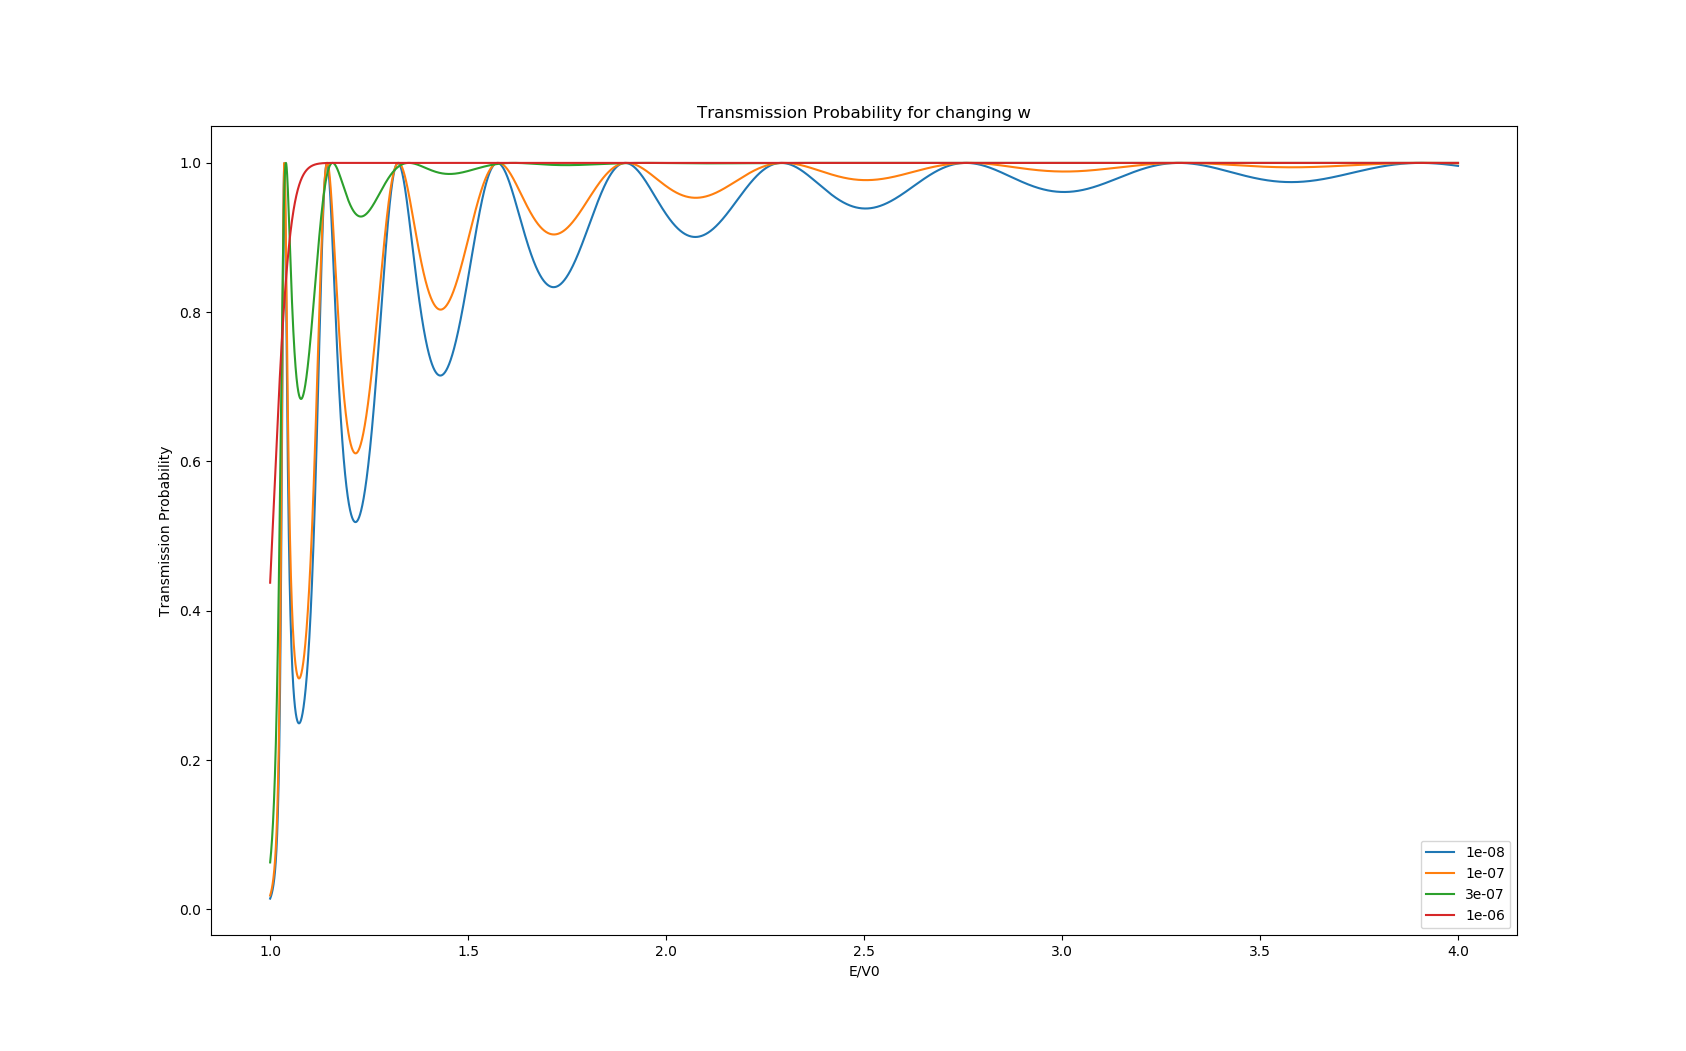 Transmission Probability for changing w
Transmission Probability
1.0
0.8
0.6
0.4
0.2
0.0
1.0 1.5 2.0 2.5 3.0 3.5 4.0
E/V0
1e-08
1e-07
3e-07
1e-06